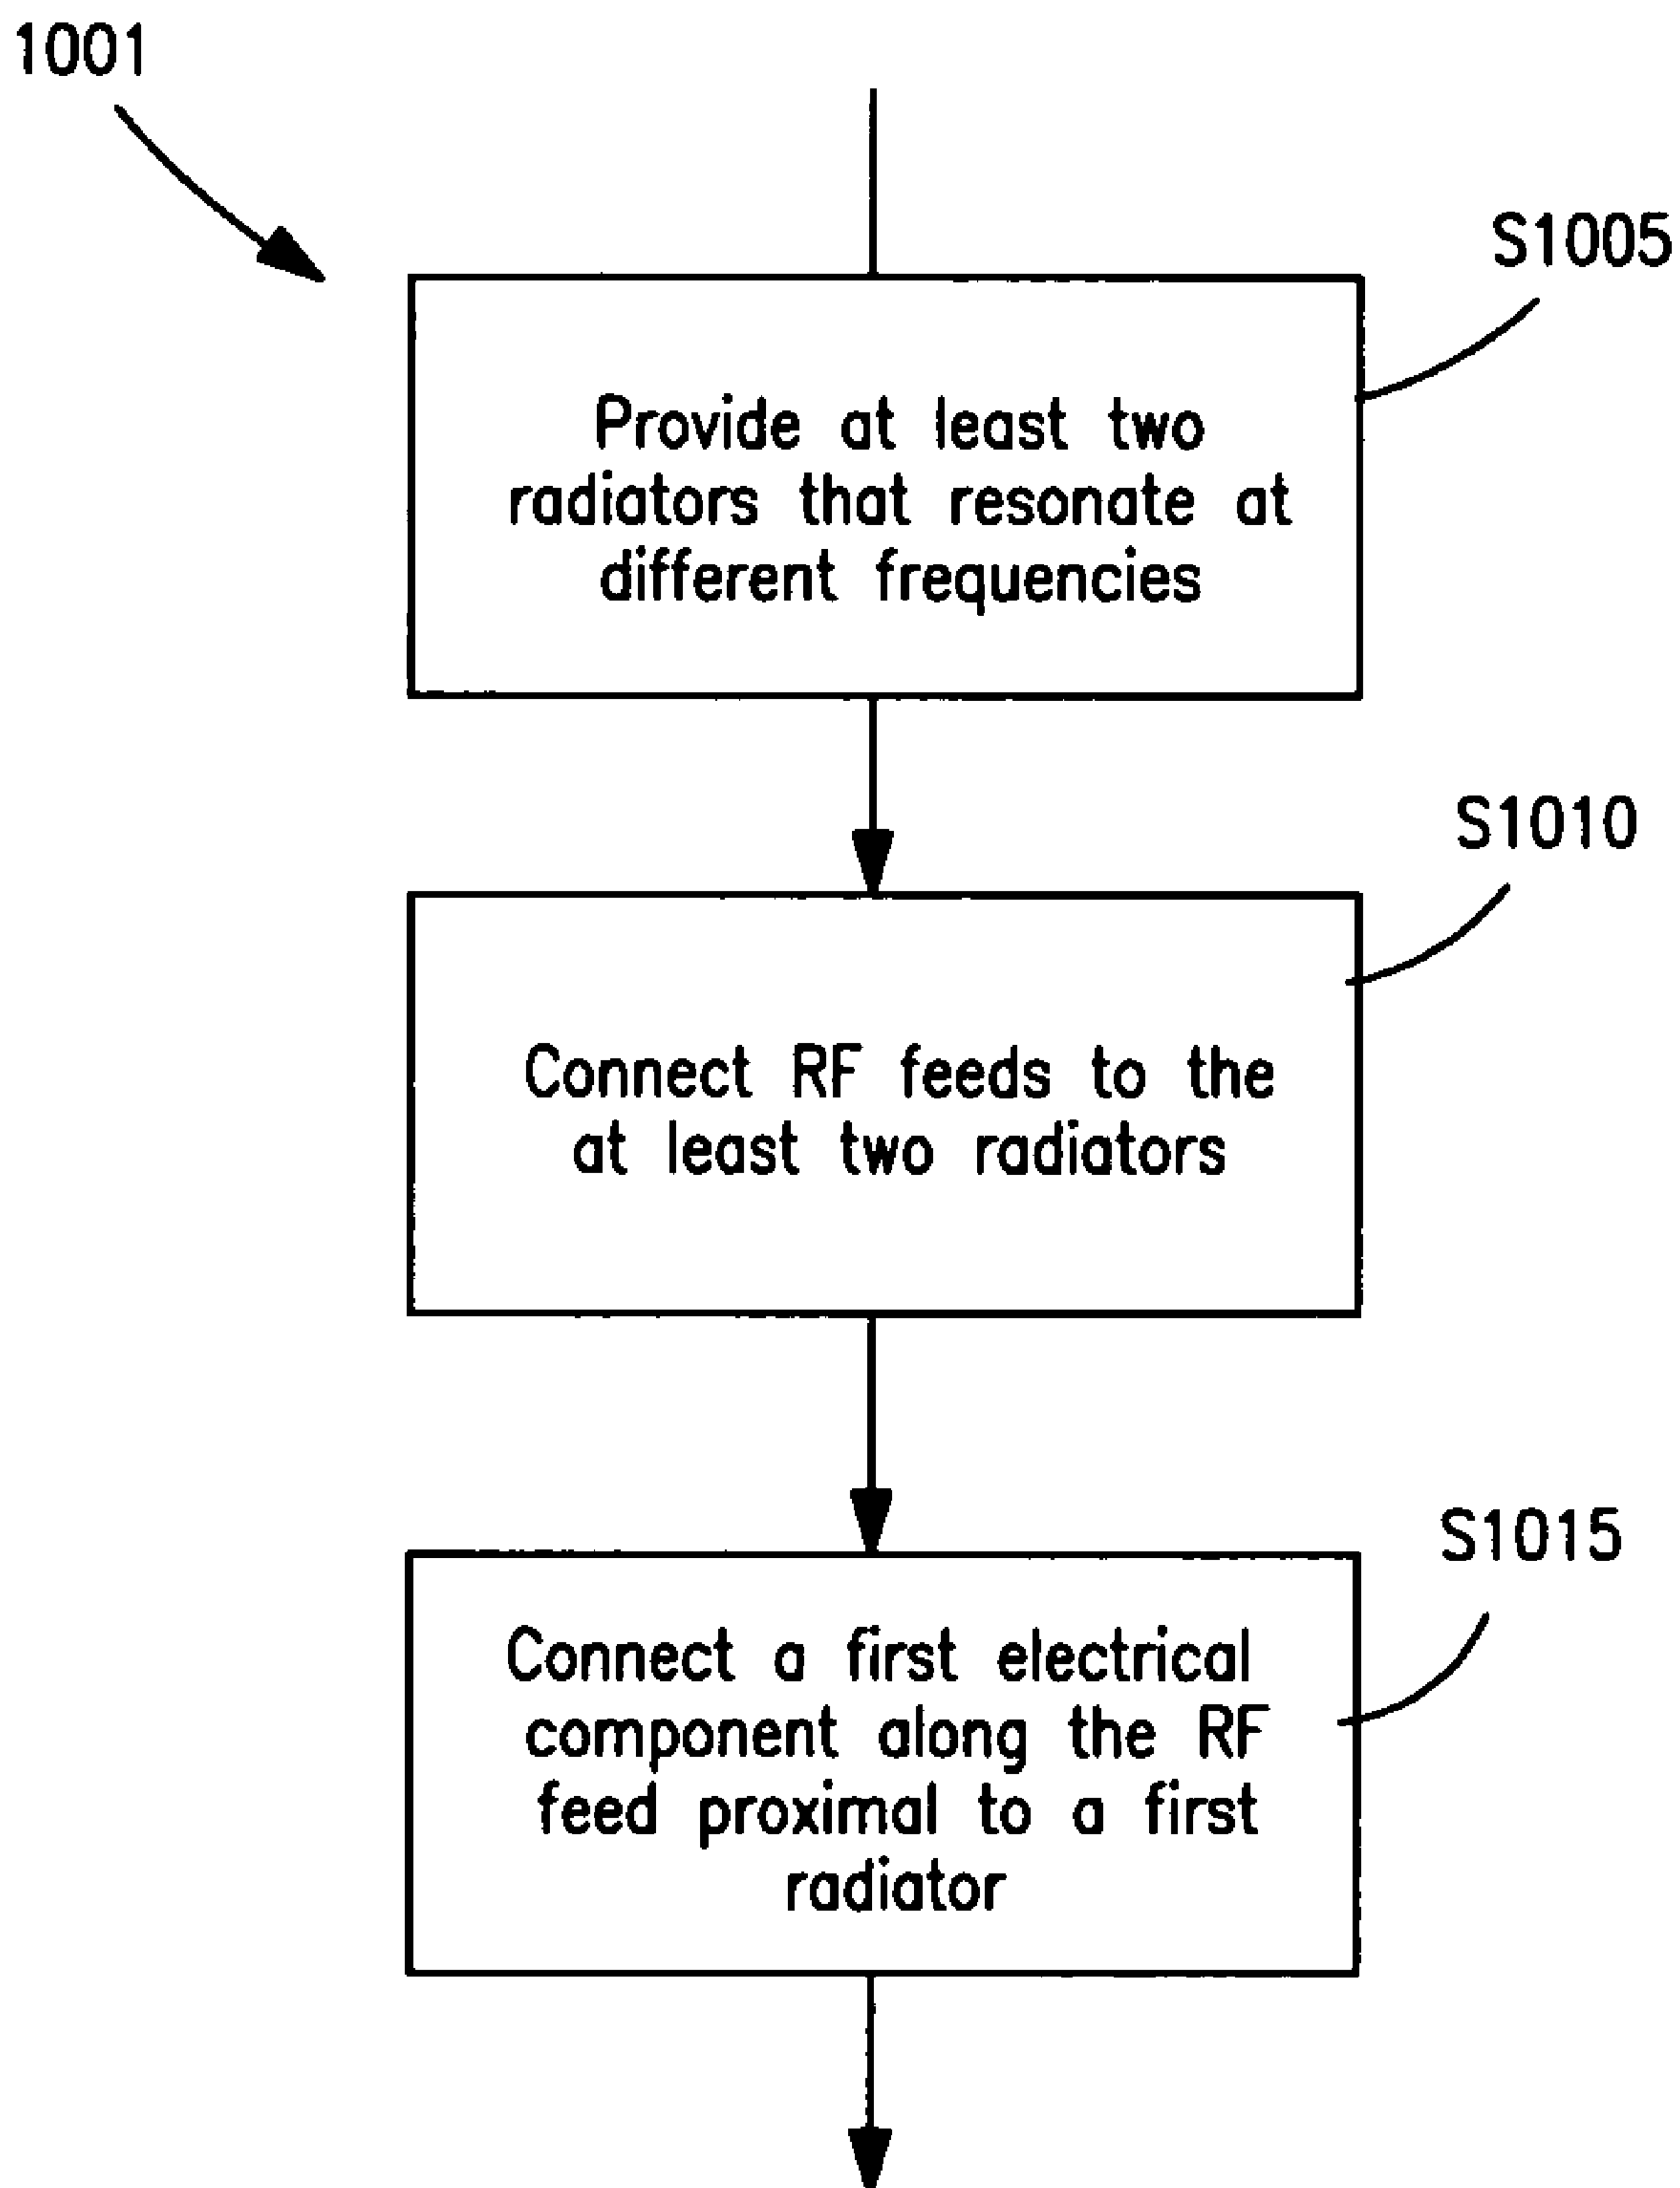 1001
S1005
Provide at least two
radiators that resonate at
different frequencies
S1010
Connect RF feeds to the
at least two radiators
S1015
Connect a first electrical
component along the RF
feed proximal to a first
radiator